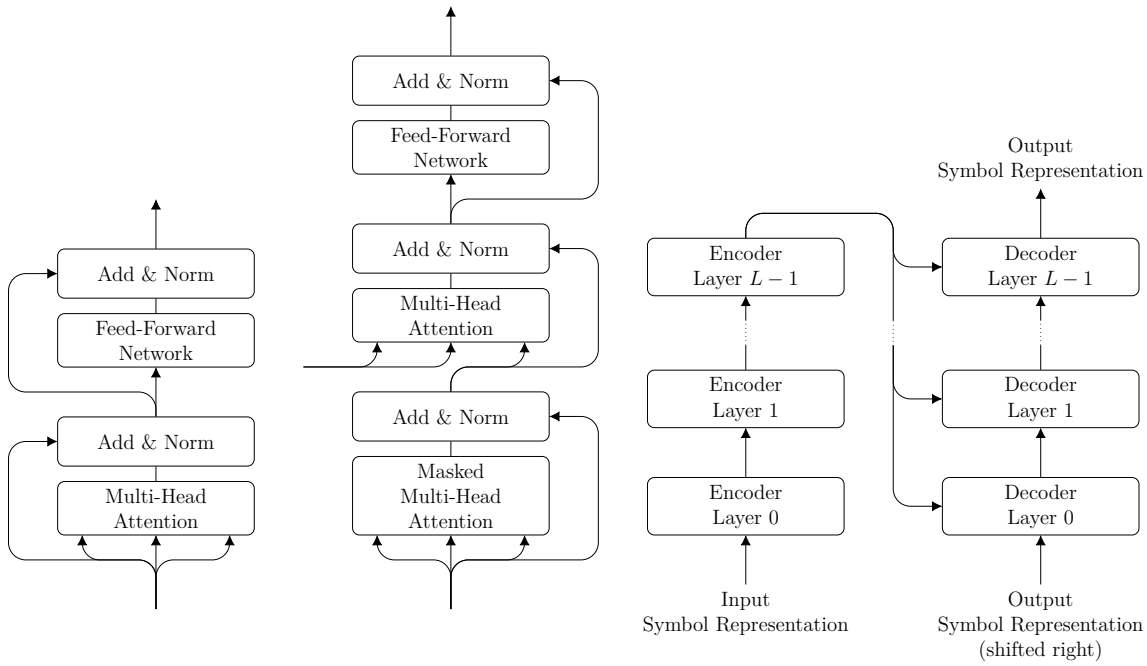 Add & Norm
Feed-Forward
Network
Add & Norm
Multi-Head
Attention
Add & Norm
Feed-Forward
Network
Add & Norm
Multi-Head
Attention
Add & Norm
Masked
Multi-Head
Attention
Encoder
Layer L − 1
Encoder
Layer 1
Encoder
Layer 0
Input
Symbol Representation
Output
Symbol Representation
Decoder
Layer L − 1
Decoder
Layer 1
Decoder
Layer 0
Output
Symbol Representation
(shifted right)